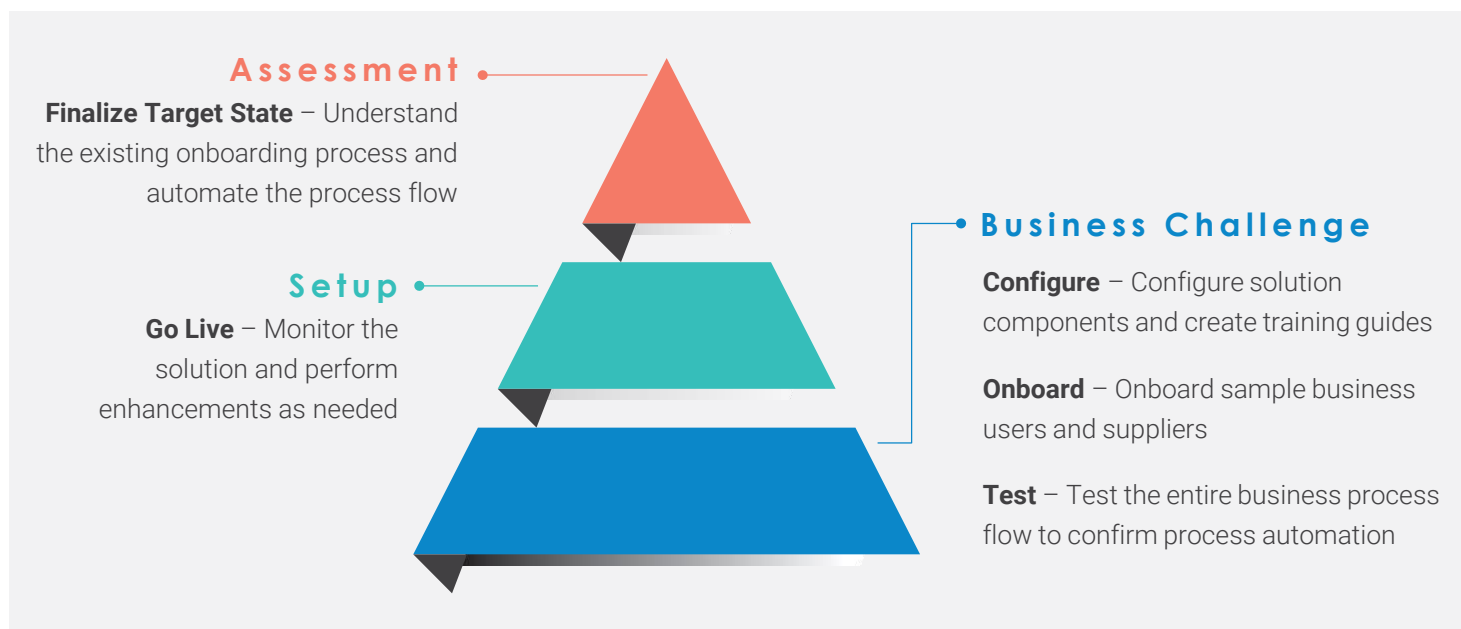 Assessment
Finalize Target State – Understand
the existing onboarding process and
automate the process flow
Setup
Go Live – Monitor the
solution and perform
enhancements as needed
Business Challenge
Configure – Configure solution
components and create training guides
Onboard – Onboard sample business
users and suppliers
Test – Test the entire business process
flow to confirm process automation